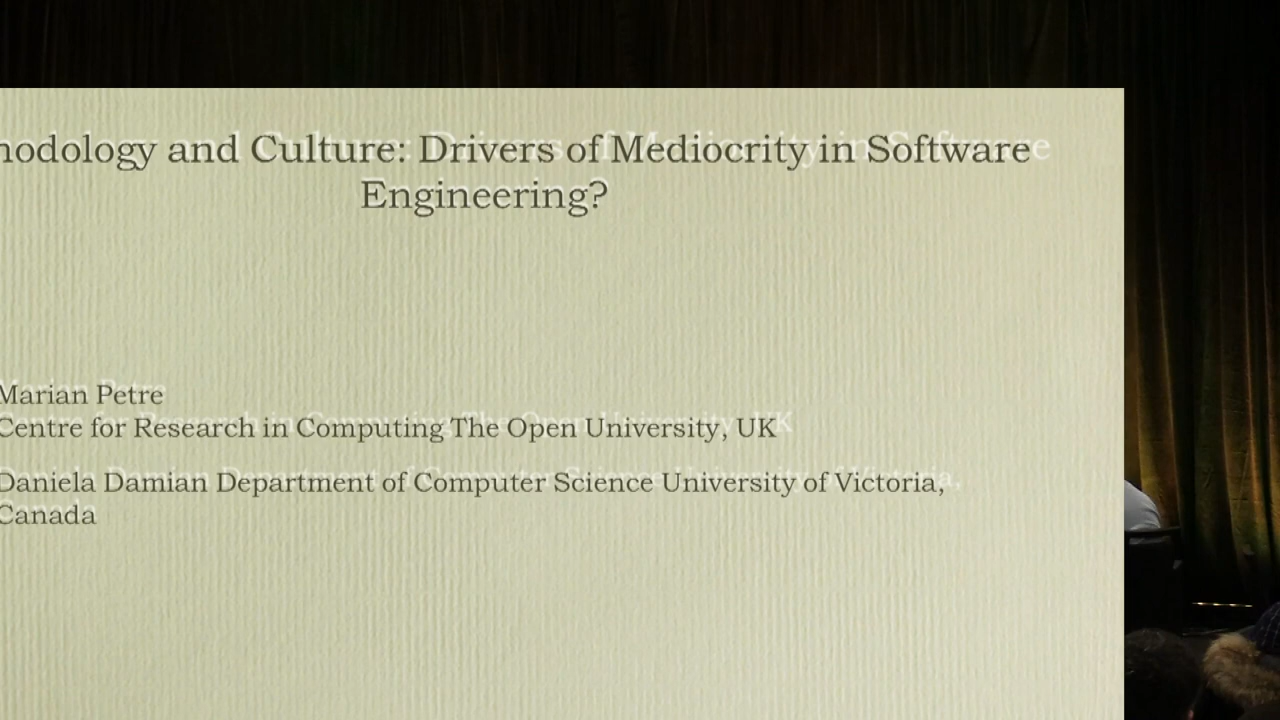 hodology and Culture: Drivers of Mediocrity in Software
Engineering?
Marian Petre
Centre for Research in Computing The Open University, UK
Daniela Damian Department of Computer Science University of Victoria,
Canada